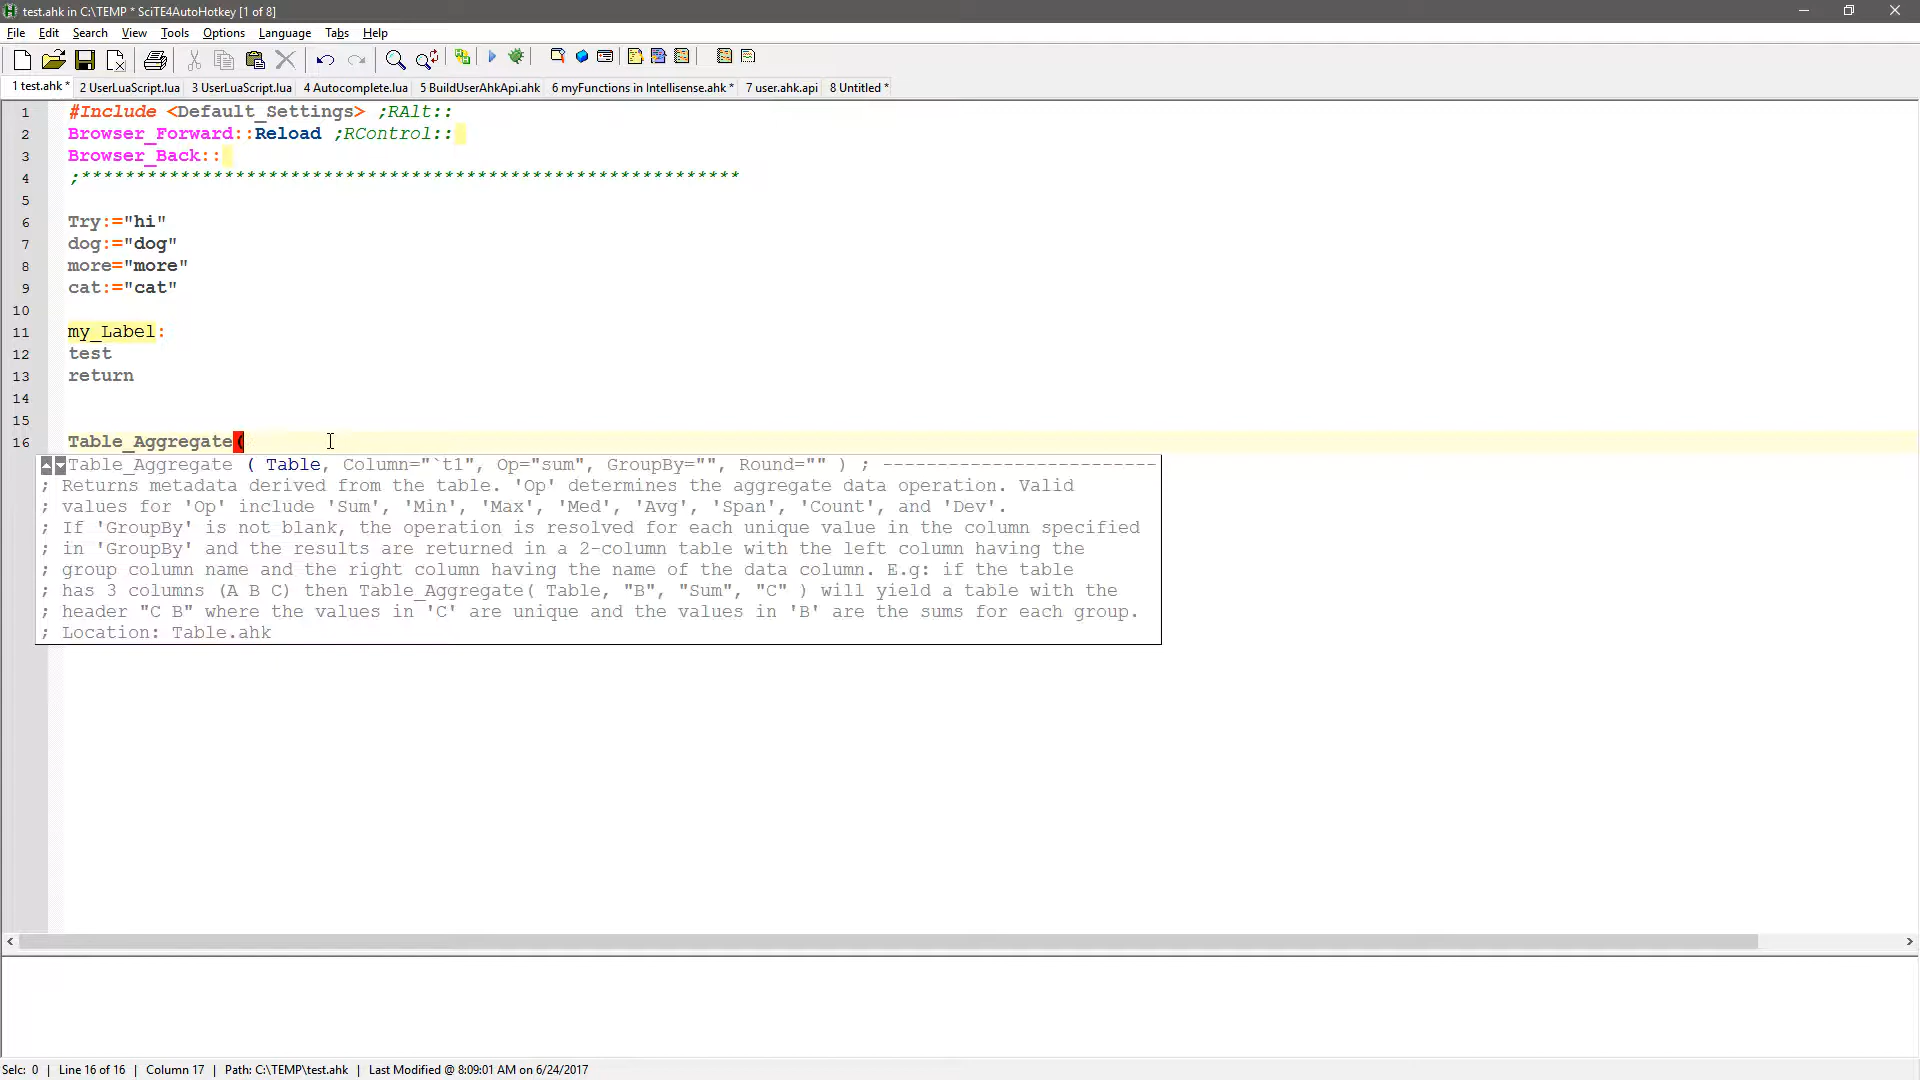 test.ahk in C:\TEMP * SciTE4AutoHotkey [1 of 8]
File Edit Search View Tools Options Language Tabs Help
1 test.ahk * 2 UserLuaScript.lua 3 UserLuaScript.lua 4 Autocomplete.lua 5 BuildUserAhkApi.ahk 6 myFunctions in Intellisense.ahk * 7 user.ahk.api 8 Untitled *
1 #Include <Default_Settings> ;RAlt::
2 Browser_Forward::Reload ;RControl::
3 Browser_Back::
4 ;************************************************************
5
6 Try:="hi"
7 dog:="dog"
8 more="more"
9 cat:="cat"
10
11 my_Label:
12 test
13 return
14
15
16 Table_Aggregate(
Table_Aggregate ( Table, Column="`t1", Op="sum", GroupBy="", Round="" ) ; -------------------------
; Returns metadata derived from the table. 'Op' determines the aggregate data operation. Valid
; values for 'Op' include 'Sum', 'Min', 'Max', 'Med', 'Avg', 'Span', 'Count', and 'Dev'.
; If 'GroupBy' is not blank, the operation is resolved for each unique value in the column specified
; in 'GroupBy' and the results are returned in a 2-column table with the left column having the
; group column name and the right column having the name of the data column. E.g: if the table
; has 3 columns (A B C) then Table_Aggregate( Table, "B", "Sum", "C" ) will yield a table with the
; header "C B" where the values in 'C' are unique and the values in 'B' are the sums for each group.
; Location: Table.ahk
Selc: 0 | Line 16 of 16 | Column 17 | Path: C:\TEMP\test.ahk | Last Modified @ 8:09:01 AM on 6/24/2017